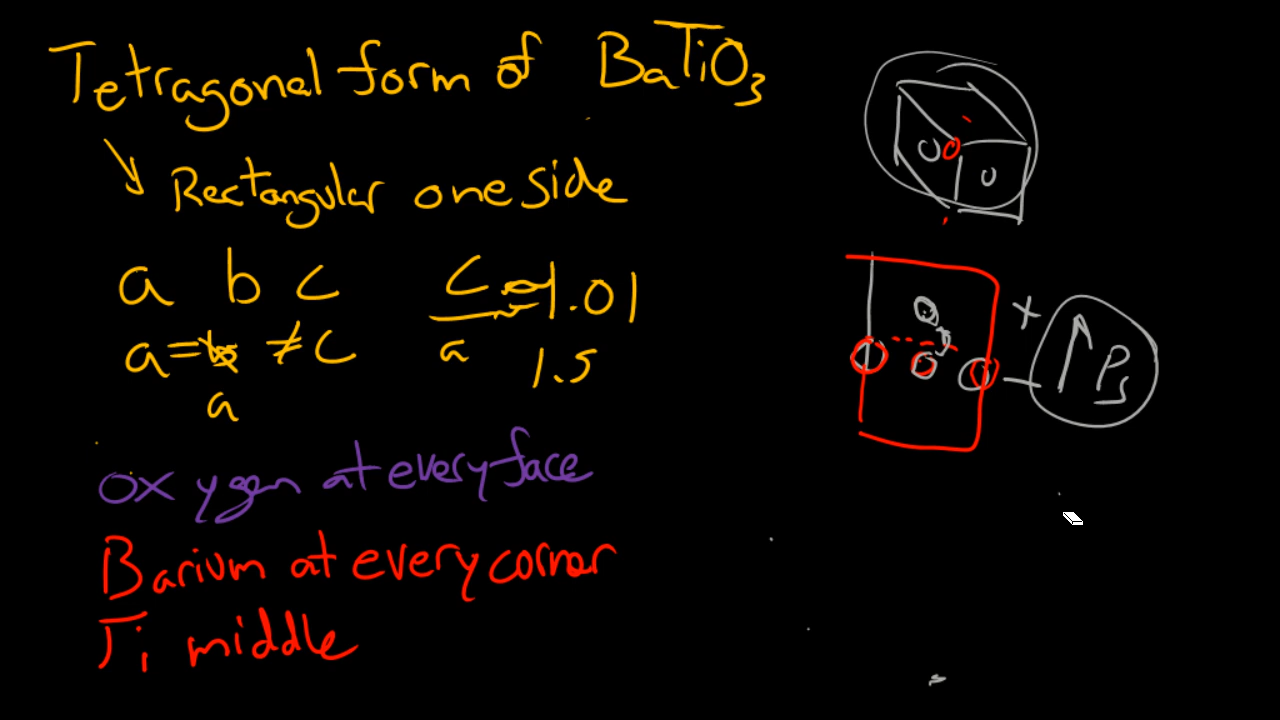 Tetragonal form of BaTiO3
Rectangular one side
a b c
c = 1.01
a = b ≠ c
a
1.5
a
+
- Ps
Oxygen at every face
Barium at every corner
Ti middle